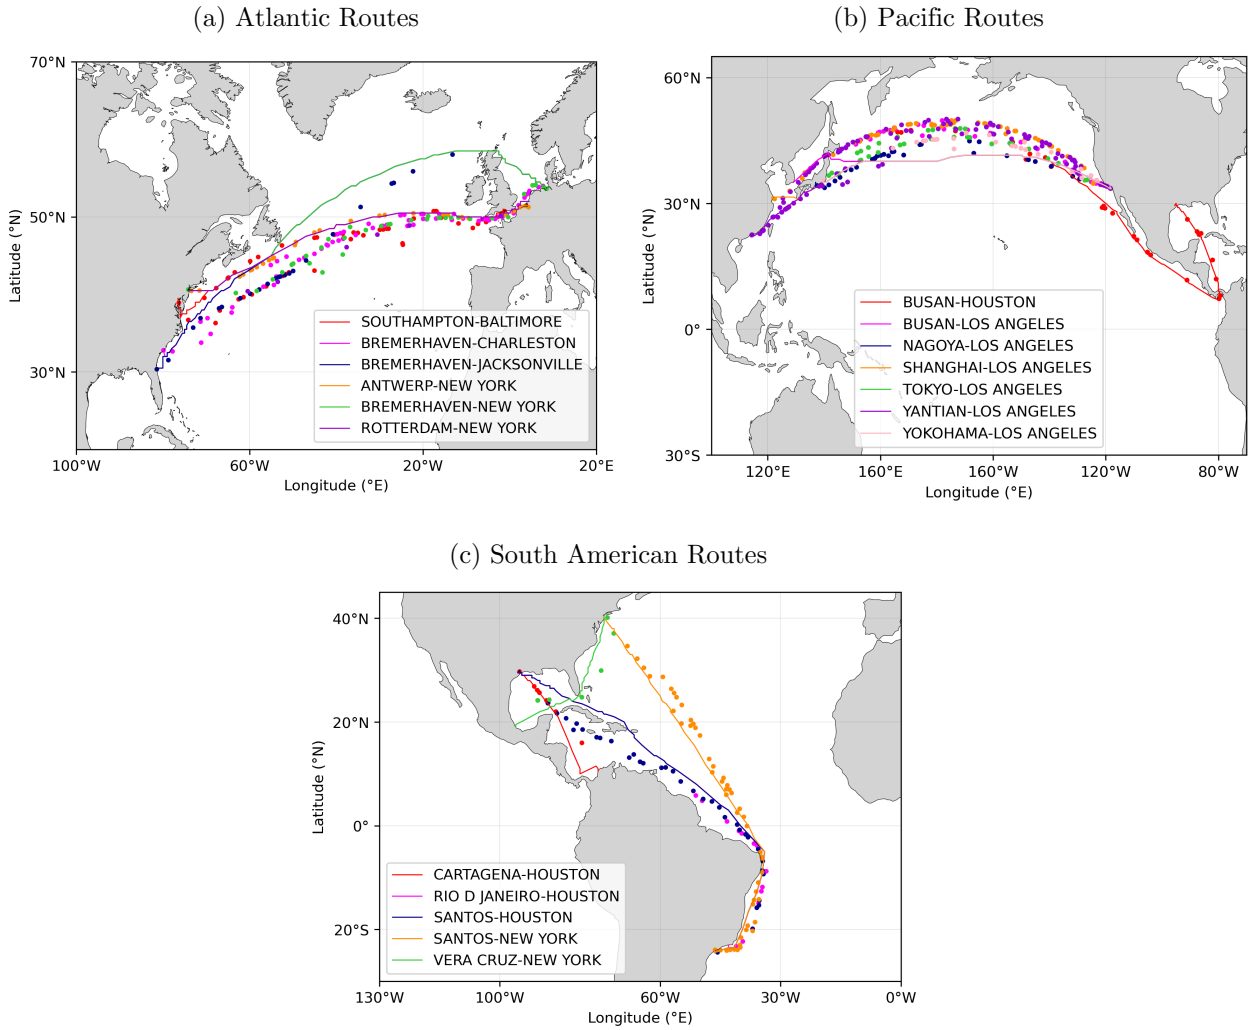 (a) Atlantic Routes
70°N
50°N
30°N
Latitude (°N)
SOUTHAMPTON-BALTIMORE
BREMERHAVEN-CHARLESTON
BREMERHAVEN-JACKSONVILLE
ANTWERP-NEW YORK
BREMERHAVEN-NEW YORK
ROTTERDAM-NEW YORK
100°W 60°W 20°W 20°E
Longitude (°E)
(b) Pacific Routes
60°N
30°N
0°
30°S
Latitude (°N)
BUSAN-HOUSTON
BUSAN-LOS ANGELES
NAGOYA-LOS ANGELES
SHANGHAI-LOS ANGELES
TOKYO-LOS ANGELES
YANTIAN-LOS ANGELES
YOKOHAMA-LOS ANGELES
120°E 160°E 160°W 120°W 80°W
Longitude (°E)
(c) South American Routes
40°N
20°N
0°
20°S
Latitude (°N)
CARTAGENA-HOUSTON
RIO D JANEIRO-HOUSTON
SANTOS-HOUSTON
SANTOS-NEW YORK
VERA CRUZ-NEW YORK
130°W 100°W 60°W 30°W 0°W
Longitude (°E)